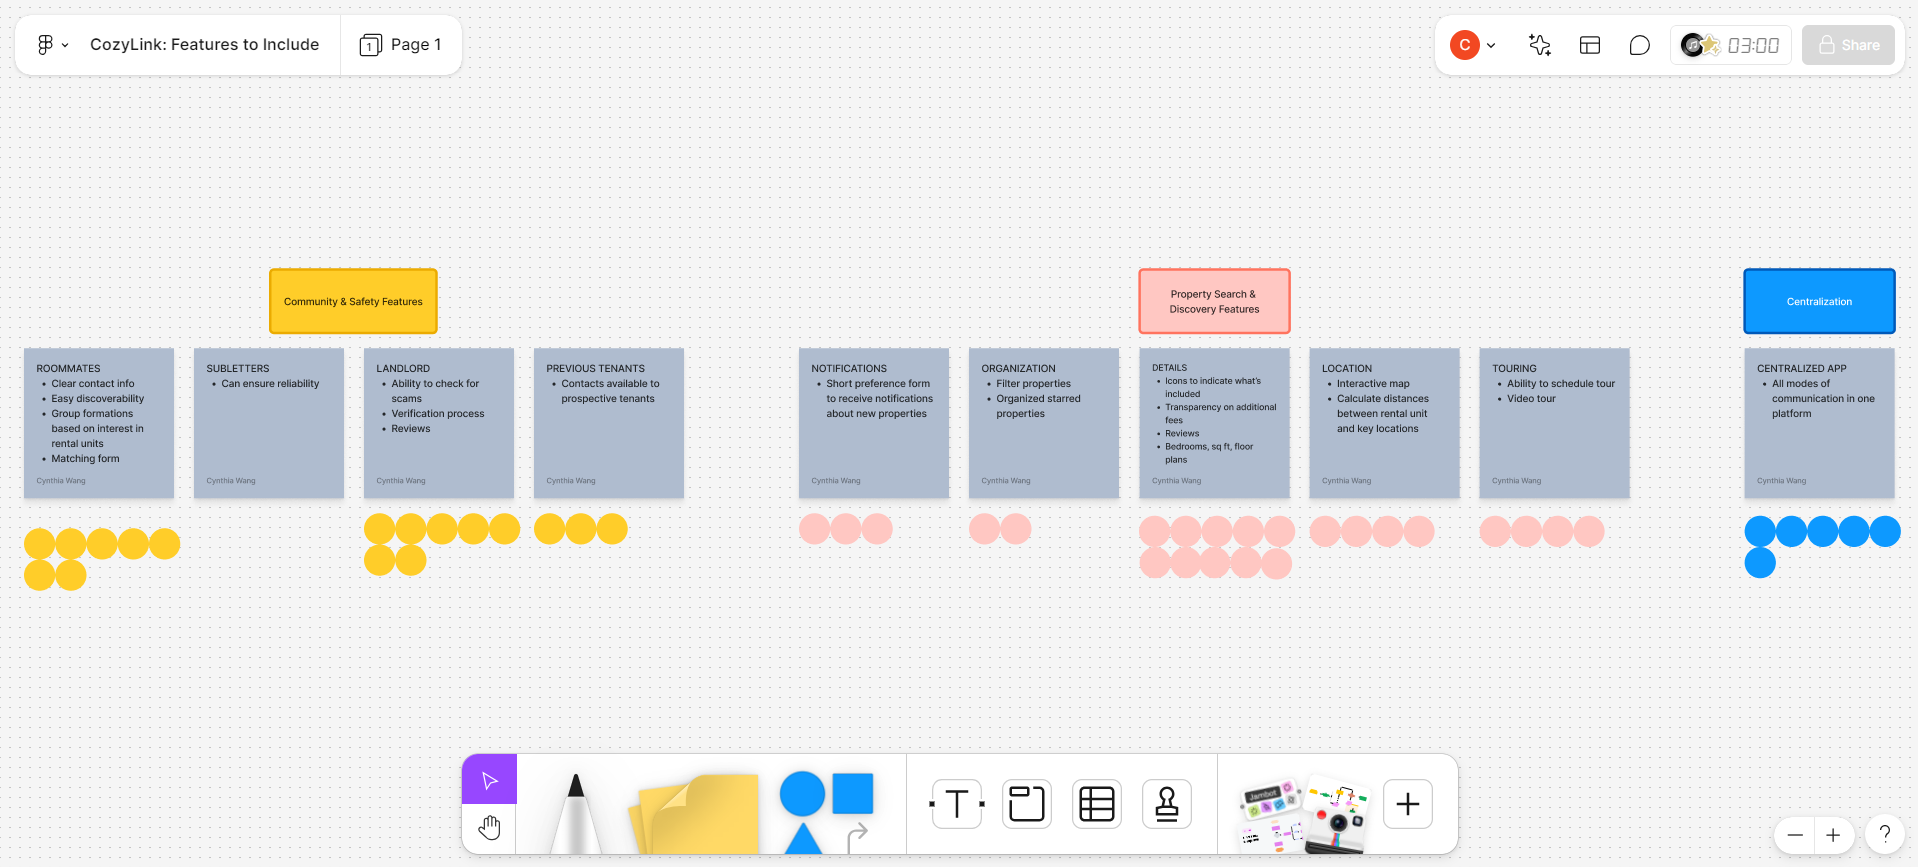 CozyLink: Features to Include
1
Page 1
C
03:00
Share
Community & Safety Features
Property Search &
Discovery Features
Centralization
ROOMMATES
• Clear contact info
• Easy discoverability
• Group formations
based on interest in
rental units
• Matching form
Cynthia Wang
SUBLETTERS
• Can ensure reliability
Cynthia Wang
LANDLORD
• Ability to check for
scams
• Verification process
• Reviews
Cynthia Wang
PREVIOUS TENANTS
• Contacts available to
prospective tenants
Cynthia Wang
NOTIFICATIONS
• Short preference form
to receive notifications
about new properties
Cynthia Wang
ORGANIZATION
• Filter properties
• Organized starred
properties
Cynthia Wang
DETAILS
• Icons to indicate what's
included
• Transparency on additional
fees
• Reviews
• Bedrooms, sq ft, floor
plans
Cynthia Wang
LOCATION
• Interactive map
• Calculate distances
between rental unit
and key locations
Cynthia Wang
TOURING
• Ability to schedule tour
• Video tour
Cynthia Wang
CENTRALIZED APP
• All modes of
communication in one
platform
Cynthia Wang
T
Jambot
?